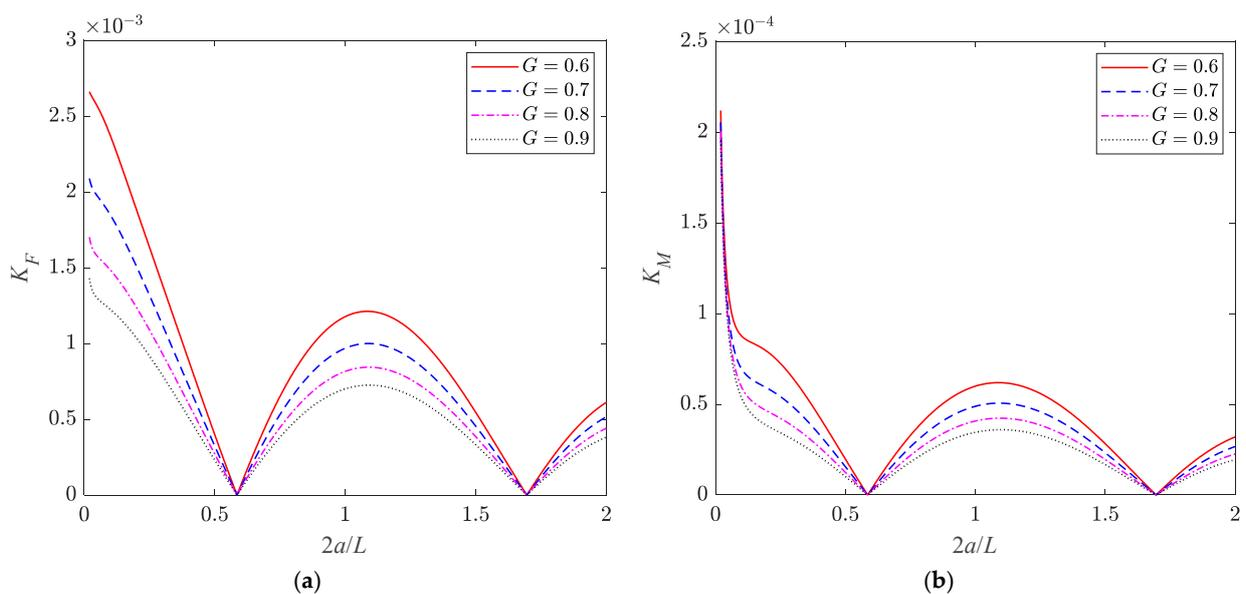 ×10⁻³
3
2.5
2
1.5
1
0.5
0
K_F
0 0.5 1 1.5 2
2a/L
G = 0.6
G = 0.7
G = 0.8
G = 0.9
(a)
×10⁻⁴
2.5
2
1.5
1
0.5
0
K_M
0 0.5 1 1.5 2
2a/L
G = 0.6
G = 0.7
G = 0.8
G = 0.9
(b)